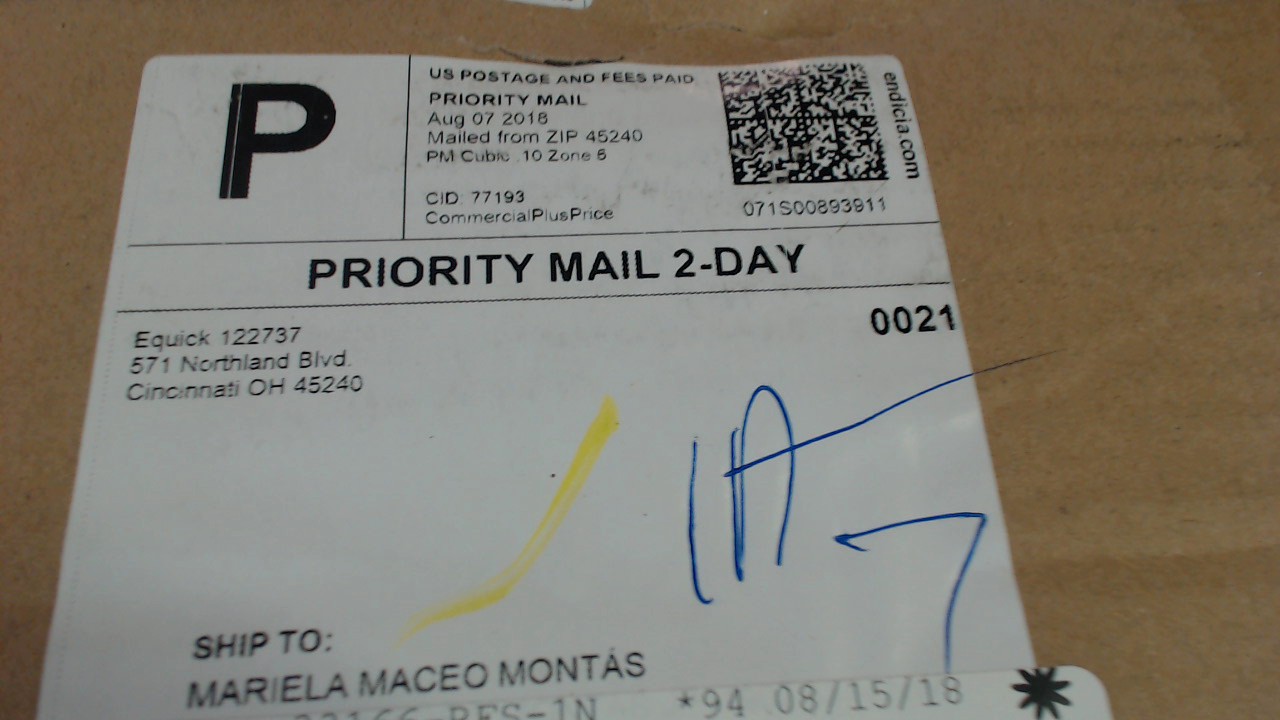 P
US POSTAGE AND FEES PAID
PRIORITY MAIL
Aug 07 2018
Mailed from ZIP 45240
PM Cubic .10 Zone 6
CID: 77193
CommercialPlusPrice
endicia.com
071S00893911
PRIORITY MAIL 2-DAY
0021
Equick 122737
571 Northland Blvd.
Cincinnati OH 45240
SHIP TO:
MARIELA MACEO MONTÁS
*94 08/15/18